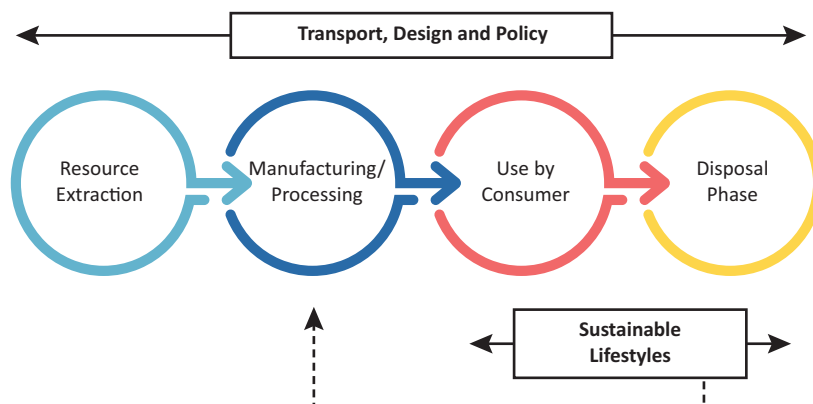 Transport, Design and Policy
Resource
Extraction
Manufacturing/
Processing
Use by
Consumer
Disposal
Phase
Sustainable
Lifestyles